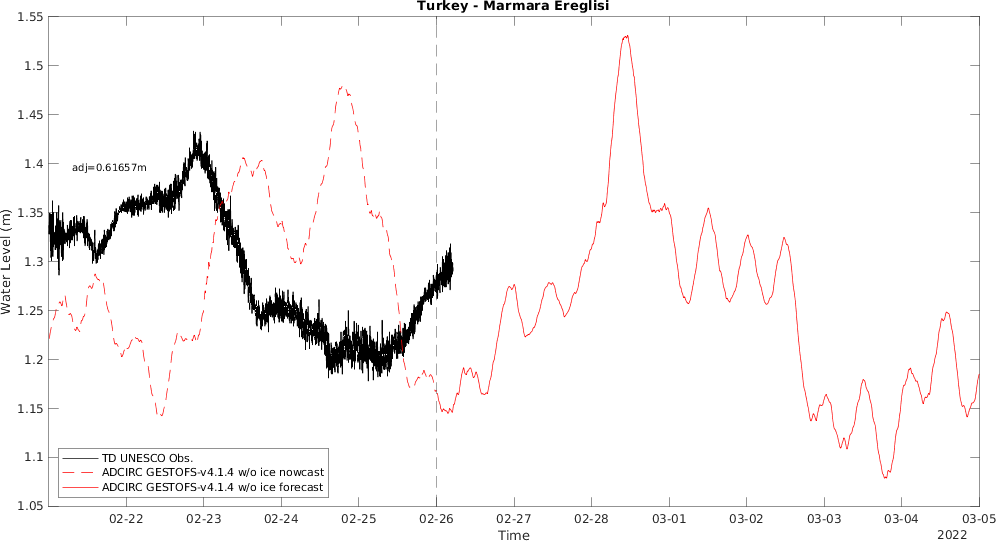 Turkey - Marmara Ereglisi
1.55
1.5
1.45
1.4
1.35
1.3
1.25
1.2
1.15
1.1
1.05
Water Level (m)
adj=0.61657m
TD UNESCO Obs.
ADCIRC GESTOFS-v4.1.4 w/o ice nowcast
ADCIRC GESTOFS-v4.1.4 w/o ice forecast
02-22 02-23 02-24 02-25 02-26 02-27 02-28 03-01 03-02 03-03 03-04 03-05
Time
2022